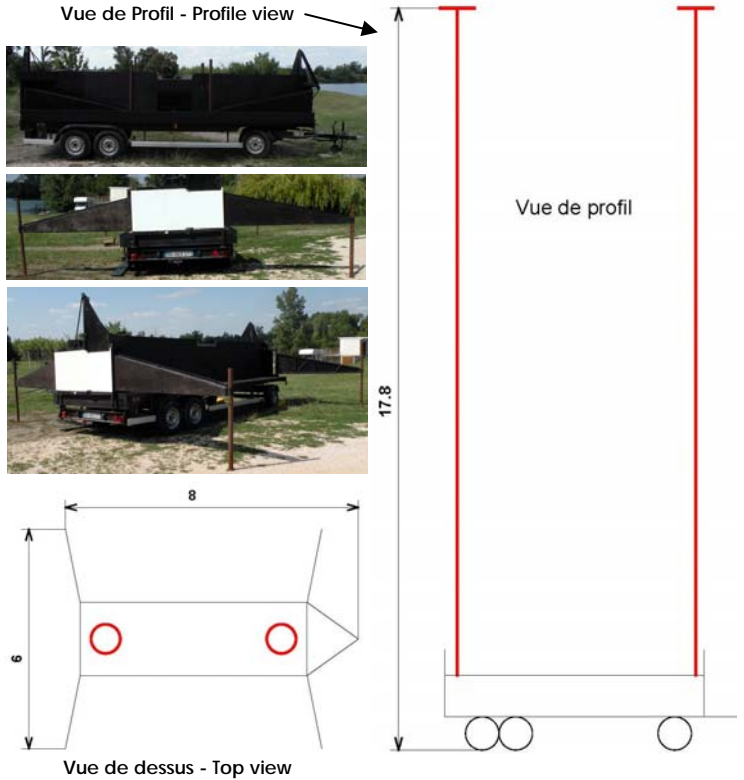 Vue de Profil - Profile view
Vue de profil
17.8
8
6
Vue de dessus - Top view